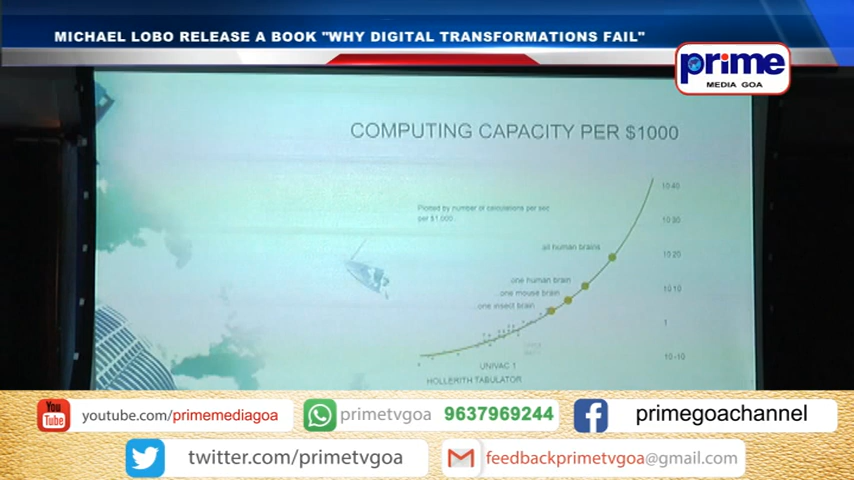 MICHAEL LOBO RELEASE A BOOK "WHY DIGITAL TRANSFORMATIONS FAIL"
prime
MEDIA GOA
COMPUTING CAPACITY PER $1000
Plotted by number of calculations per sec
per $1,000
10 40
10 30
all human brains
10 20
one human brain
10 10
...one mouse brain
...one insect brain
1
10 -10
UNIVAC 1
HOLLERITH TABULATOR
You
Tube
youtube.com/primemediagoa
primetvgoa 9637969244
primegoachannel
twitter.com/primetvgoa
feedbackprimetvgoa@gmail.com